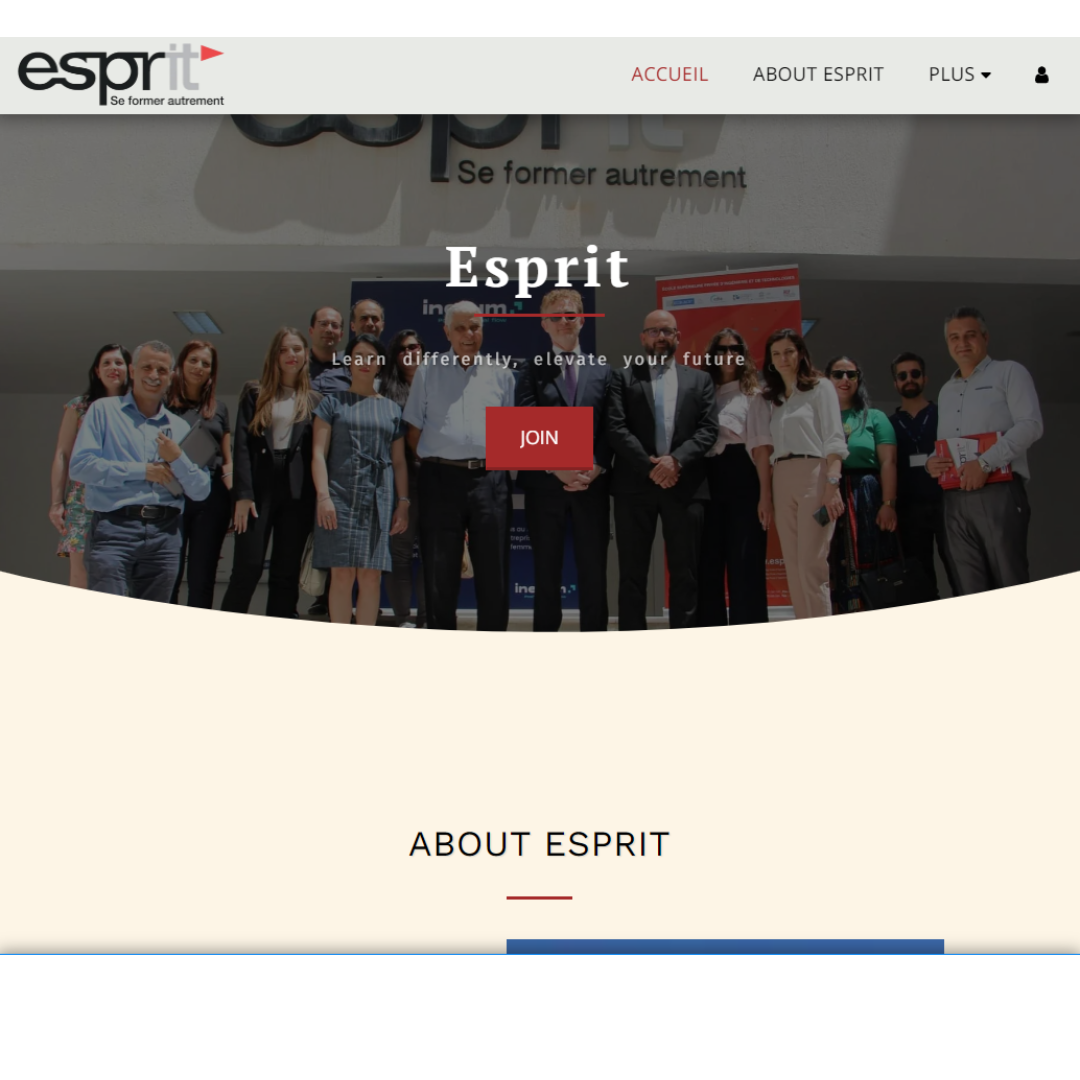 esprit
Se former autrement
ACCUEIL
ABOUT ESPRIT
PLUS
esprit
Se former autrement
Esprit
Learn differently, elevate your future
JOIN
ABOUT ESPRIT